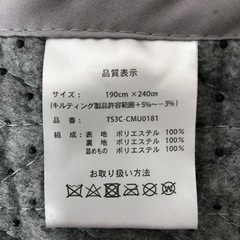 品質表示
サイズ： 190cm×240cm
(キルティング製品許容範囲＋5%～－3%)
品番： TS3C-CMU0181
組成： 表 地 ポリエステル 100%
裏 地 ポリエステル 100%
詰めもの ポリエステル 100%
お取り扱い方法